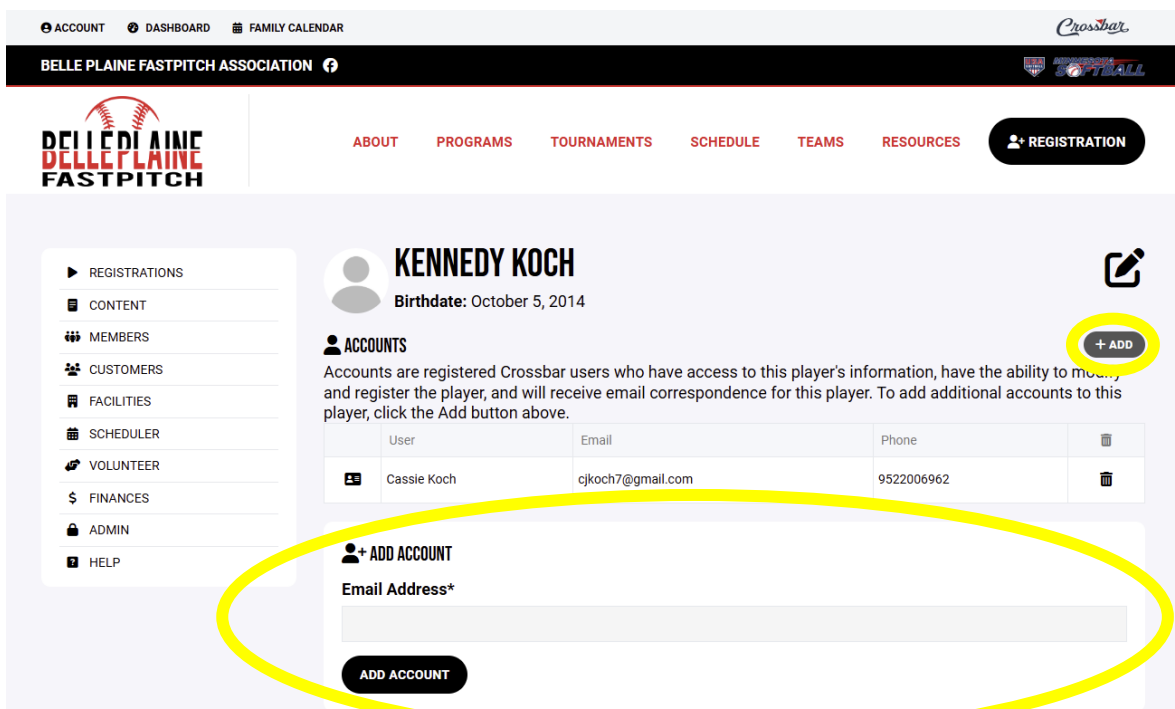 ACCOUNT DASHBOARD FAMILY CALENDAR Crossbar
BELLE PLAINE FASTPITCH ASSOCIATION USA SOFTBALL MINNESOTA SOFTBALL
BELLE PLAINE
FASTPITCH
ABOUT PROGRAMS TOURNAMENTS SCHEDULE TEAMS RESOURCES REGISTRATION
REGISTRATIONS
CONTENT
MEMBERS
CUSTOMERS
FACILITIES
SCHEDULER
VOLUNTEER
FINANCES
ADMIN
HELP
KENNEDY KOCH
Birthdate: October 5, 2014
ACCOUNTS
+ ADD
Accounts are registered Crossbar users who have access to this player's information, have the ability to modify
and register the player, and will receive email correspondence for this player. To add additional accounts to this
player, click the Add button above.
User Email Phone
Cassie Koch cjkoch7@gmail.com 9522006962
ADD ACCOUNT
Email Address*
ADD ACCOUNT